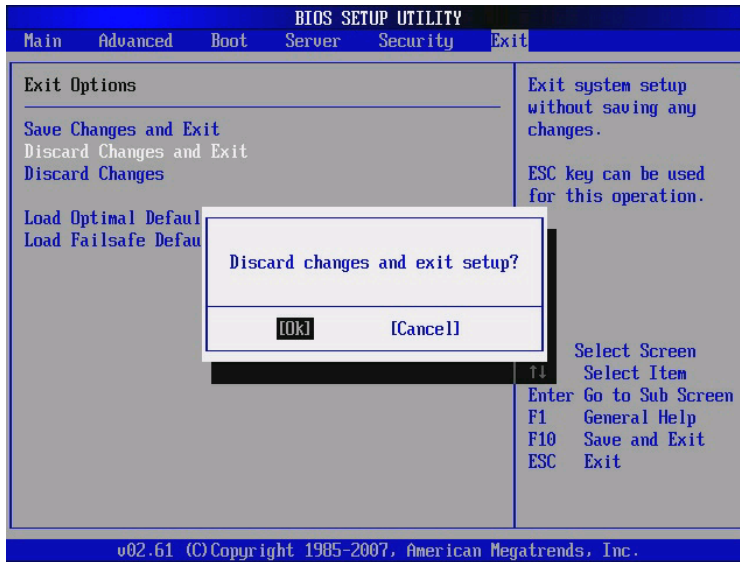 BIOS SETUP UTILITY
Main Advanced Boot Server Security Exit
Exit Options
Save Changes and Exit
Discard Changes and Exit
Discard Changes
Load Optimal Defaul
Load Failsafe Defau
Discard changes and exit setup?
[Ok] [Cancel]
Exit system setup
without saving any
changes.
ESC key can be used
for this operation.
Select Screen
↑↓ Select Item
Enter Go to Sub Screen
F1 General Help
F10 Save and Exit
ESC Exit
v02.61 (C)Copyright 1985-2007, American Megatrends, Inc.